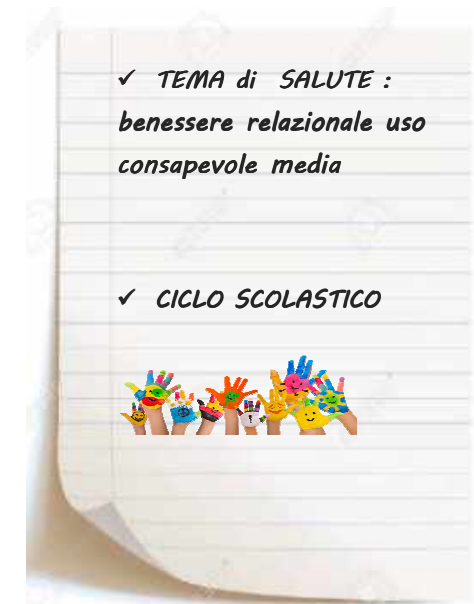 ✓ TEMA di SALUTE :
benessere relazionale uso
consapevole media
✓ CICLO SCOLASTICO